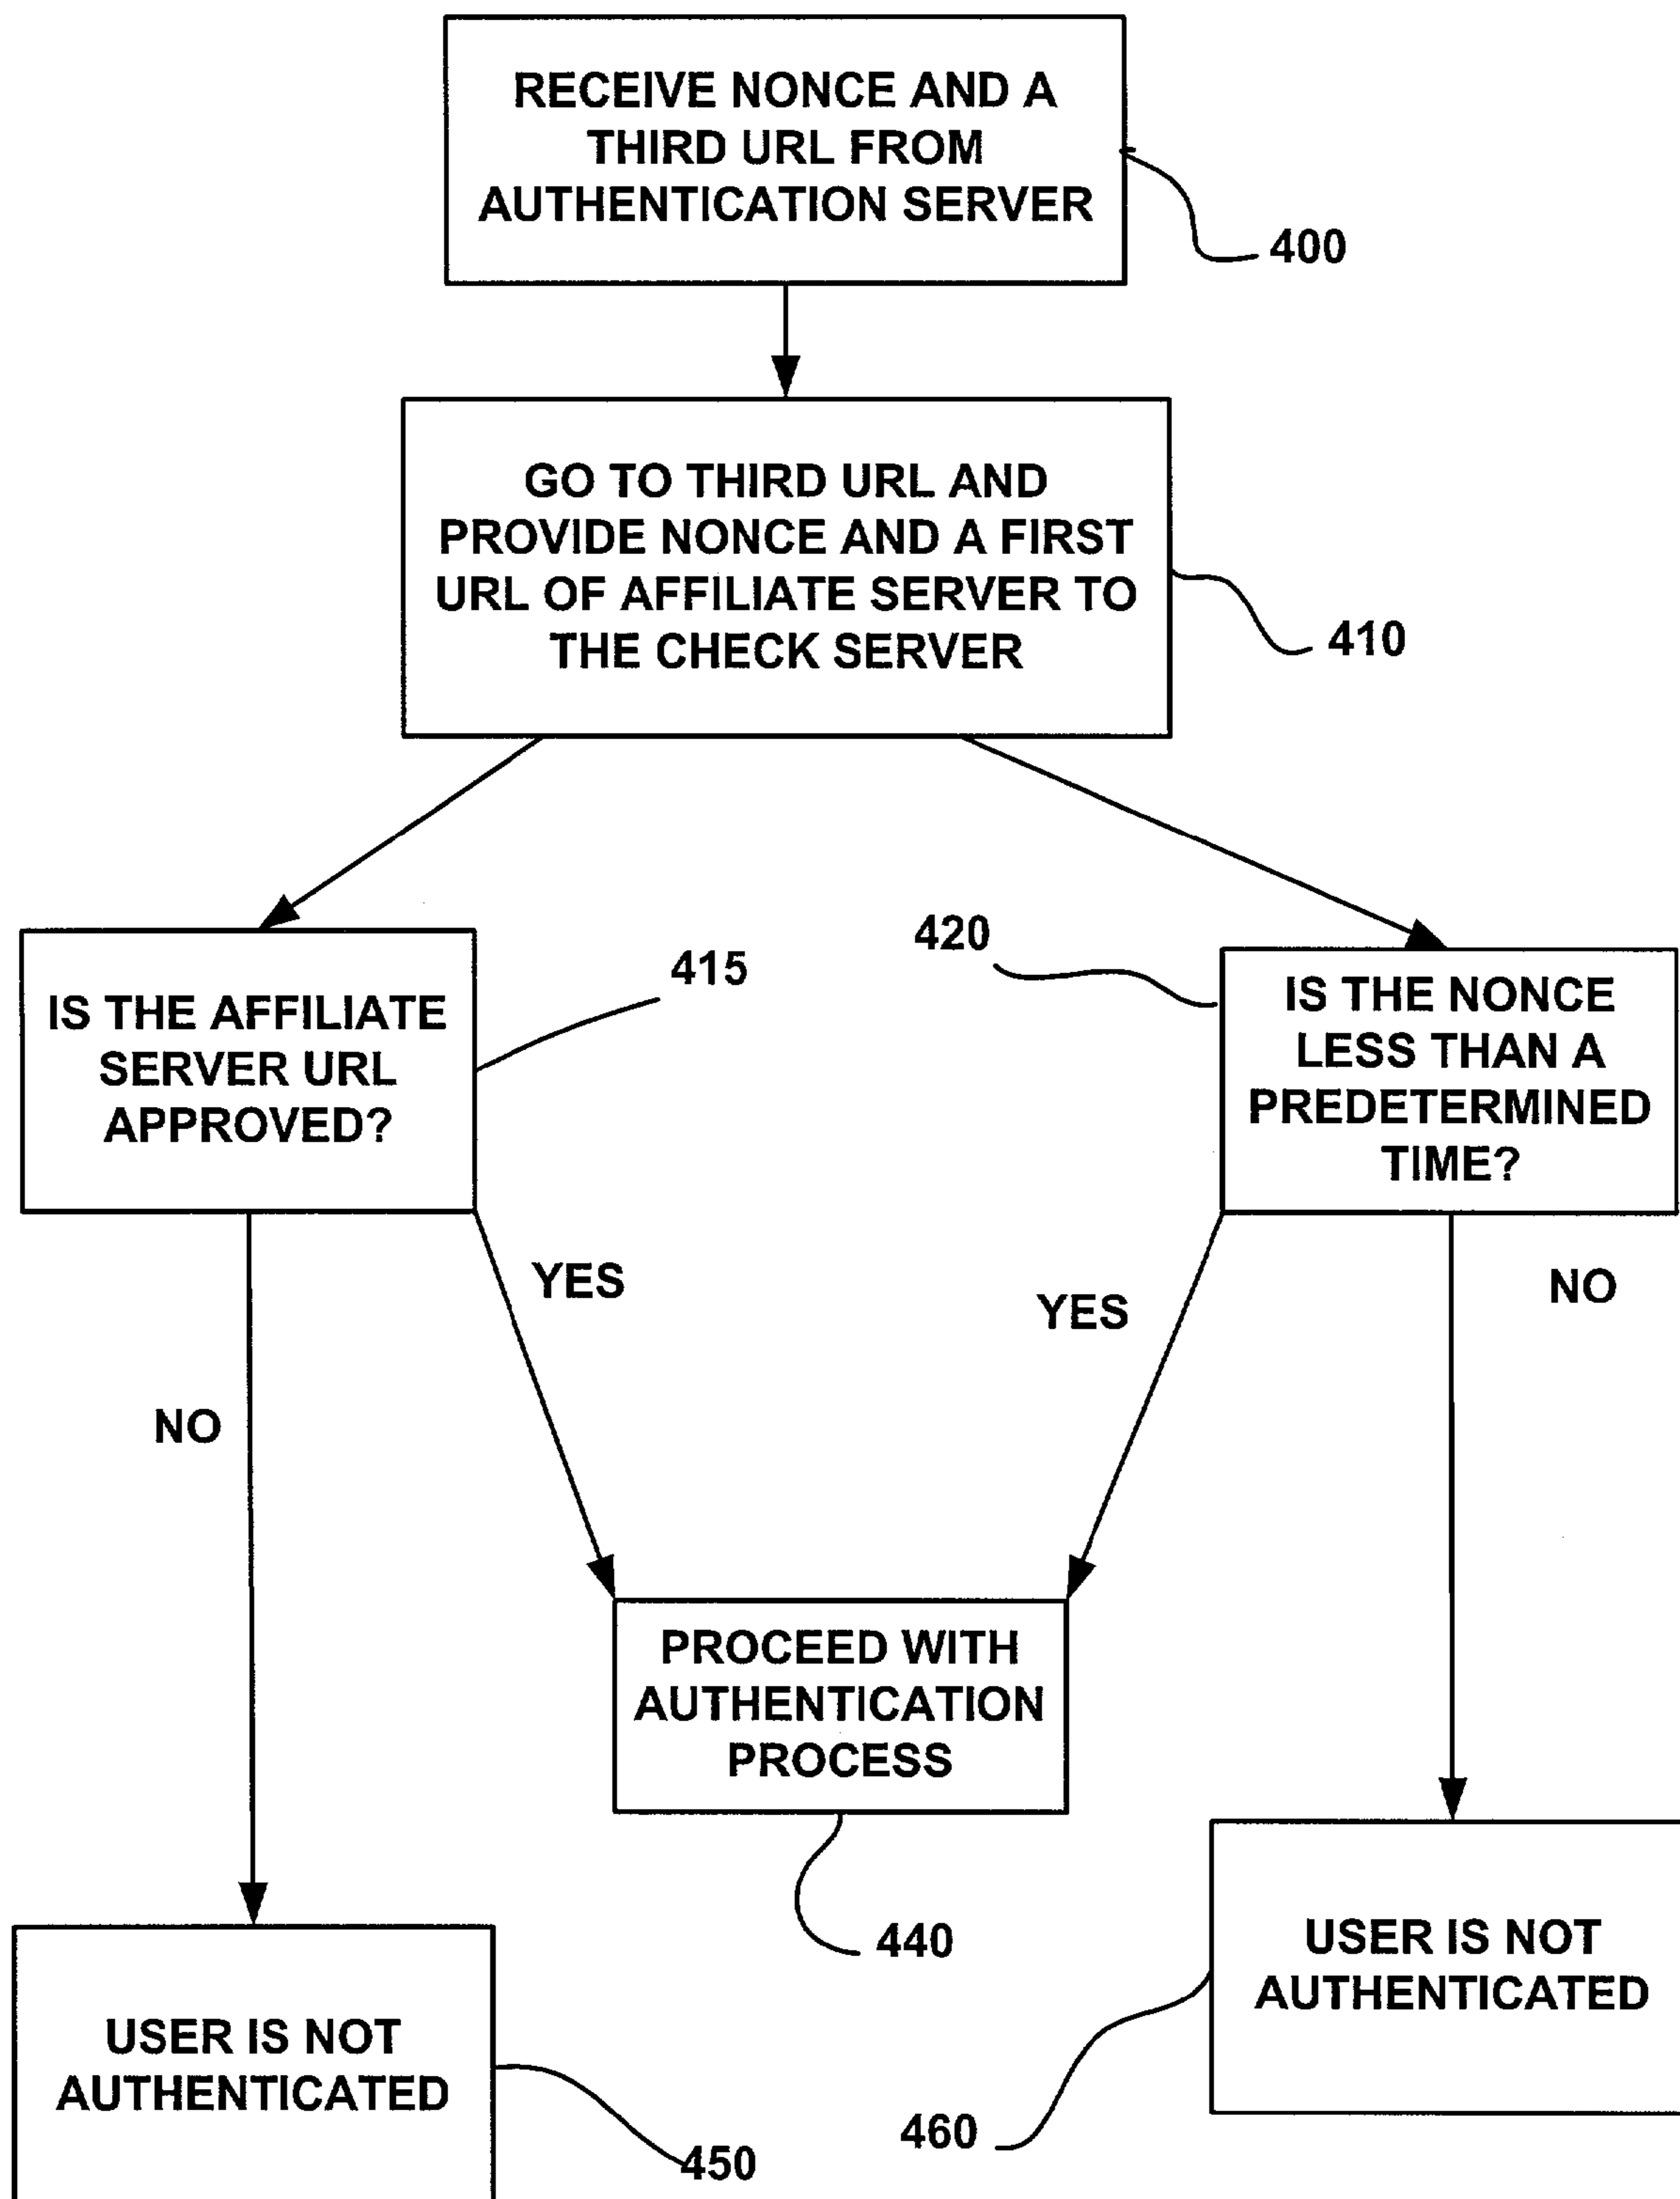 RECEIVE NONCE AND A
THIRD URL FROM
AUTHENTICATION SERVER
400
GO TO THIRD URL AND
PROVIDE NONCE AND A FIRST
URL OF AFFILIATE SERVER TO
THE CHECK SERVER
410
IS THE AFFILIATE
SERVER URL
APPROVED?
415
420
IS THE NONCE
LESS THAN A
PREDETERMINED
TIME?
YES
YES
NO
NO
PROCEED WITH
AUTHENTICATION
PROCESS
440
USER IS NOT
AUTHENTICATED
450
USER IS NOT
AUTHENTICATED
460